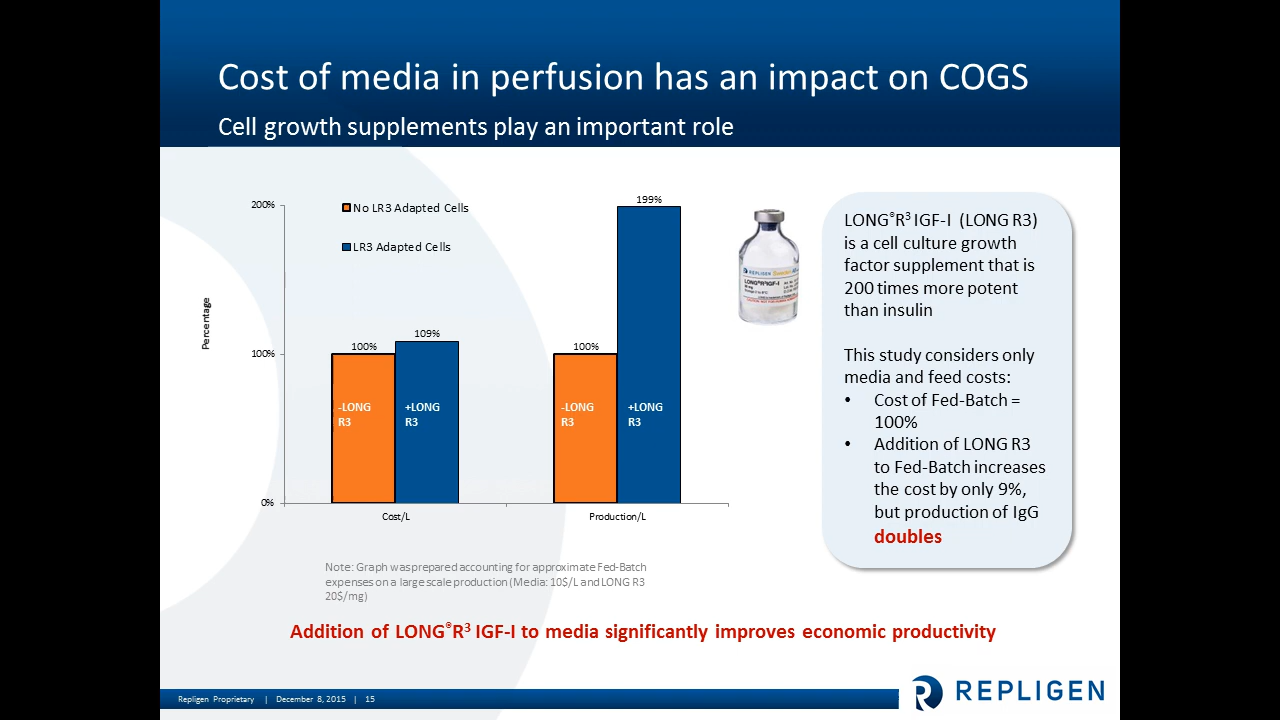 Cost of media in perfusion has an impact on COGS
Cell growth supplements play an important role
200%
100%
0%
Percentage
No LR3 Adapted Cells
LR3 Adapted Cells
100%
109%
100%
199%
-LONG
R3
+LONG
R3
-LONG
R3
+LONG
R3
Cost/L
Production/L
REPLIGEN
LONG®R³IGF-I
LONG®R³ IGF-I (LONG R3)
is a cell culture growth
factor supplement that is
200 times more potent
than insulin
This study considers only
media and feed costs:
• Cost of Fed-Batch =
100%
• Addition of LONG R3
to Fed-Batch increases
the cost by only 9%,
but production of IgG
doubles
Note: Graph was prepared accounting for approximate Fed-Batch
expenses on a large scale production (Media: 10$/L and LONG R3
20$/mg)
Addition of LONG®R³ IGF-I to media significantly improves economic productivity
Repligen Proprietary | December 8, 2015 | 15
REPLIGEN